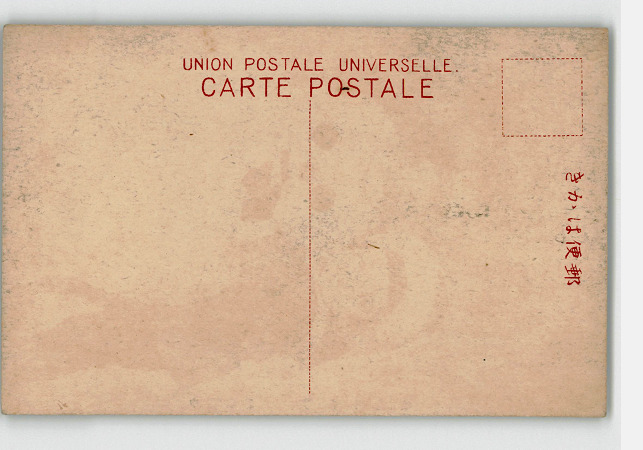 UNION POSTALE UNIVERSELLE.
CARTE POSTALE
きかは便郵